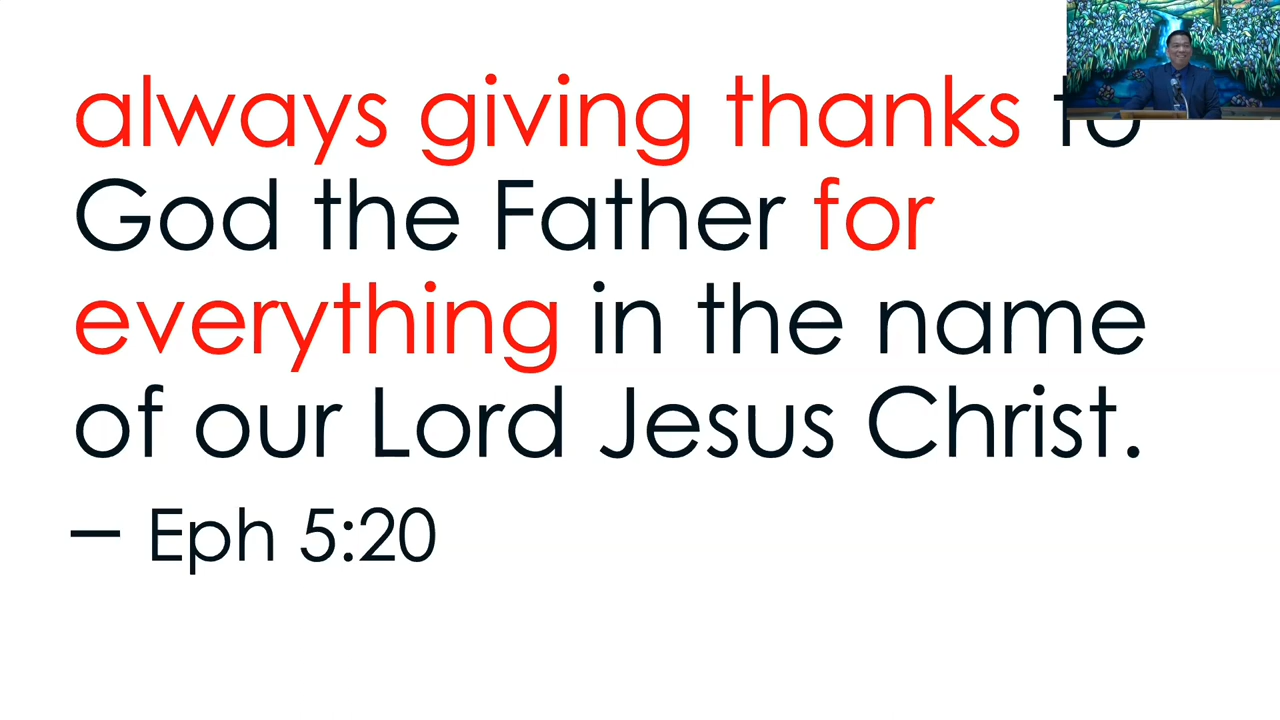 always giving thanks to
God the Father for
everything in the name
of our Lord Jesus Christ.
– Eph 5:20